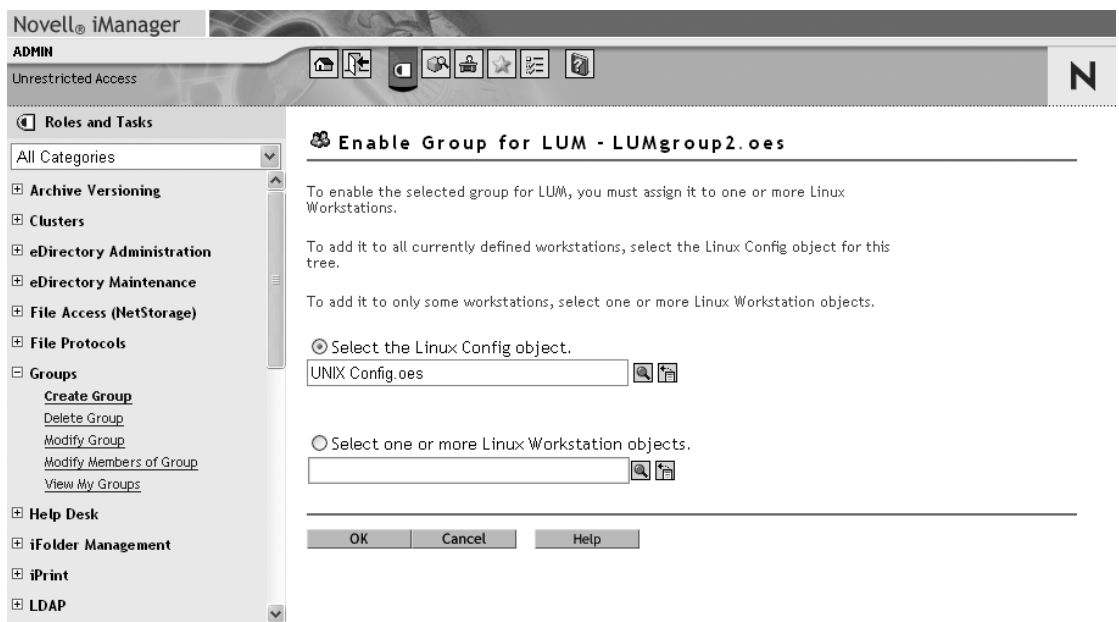 Novell® iManager
ADMIN
Unrestricted Access
N
Roles and Tasks
All Categories
Archive Versioning
Clusters
eDirectory Administration
eDirectory Maintenance
File Access (NetStorage)
File Protocols
Groups
Create Group
Delete Group
Modify Group
Modify Members of Group
View My Groups
Help Desk
iFolder Management
iPrint
LDAP
Enable Group for LUM - LUMgroup2.oes
To enable the selected group for LUM, you must assign it to one or more Linux
Workstations.
To add it to all currently defined workstations, select the Linux Config object for this
tree.
To add it to only some workstations, select one or more Linux Workstation objects.
Select the Linux Config object.
UNIX Config.oes
Select one or more Linux Workstation objects.
OK Cancel Help